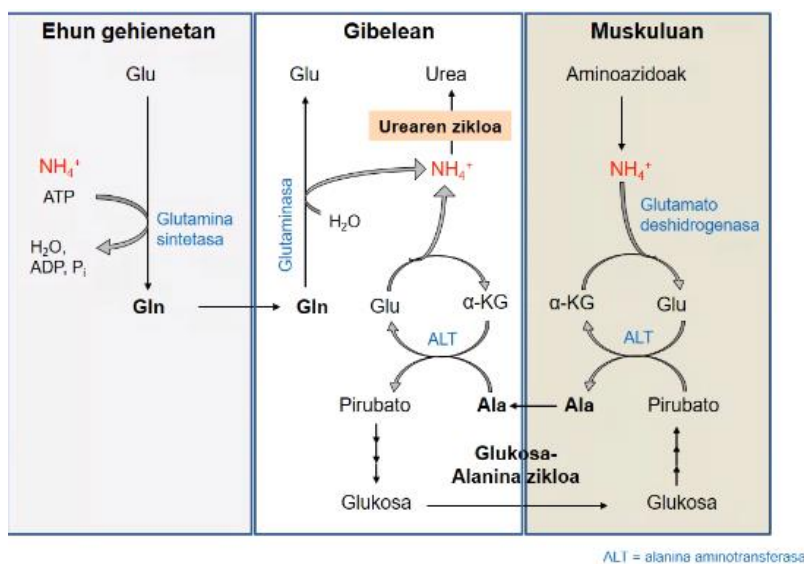 Ehun gehienetan
Glu
NH₄⁺
ATP
Glutamina
sintetasa
H₂O,
ADP, Pᵢ
Gln
Gibelean
Glu
Urea
Urearen zikloa
NH₄⁺
Glutaminasa
H₂O
Gln
Glu
α-KG
ALT
Pirubato
Ala
Glukosa
Glukosa-
Alanina zikloa
Muskuluan
Aminoazidoak
NH₄⁺
Glutamato
deshidrogenasa
α-KG
Glu
ALT
Ala
Pirubato
Glukosa
ALT = alanina aminotransferasa